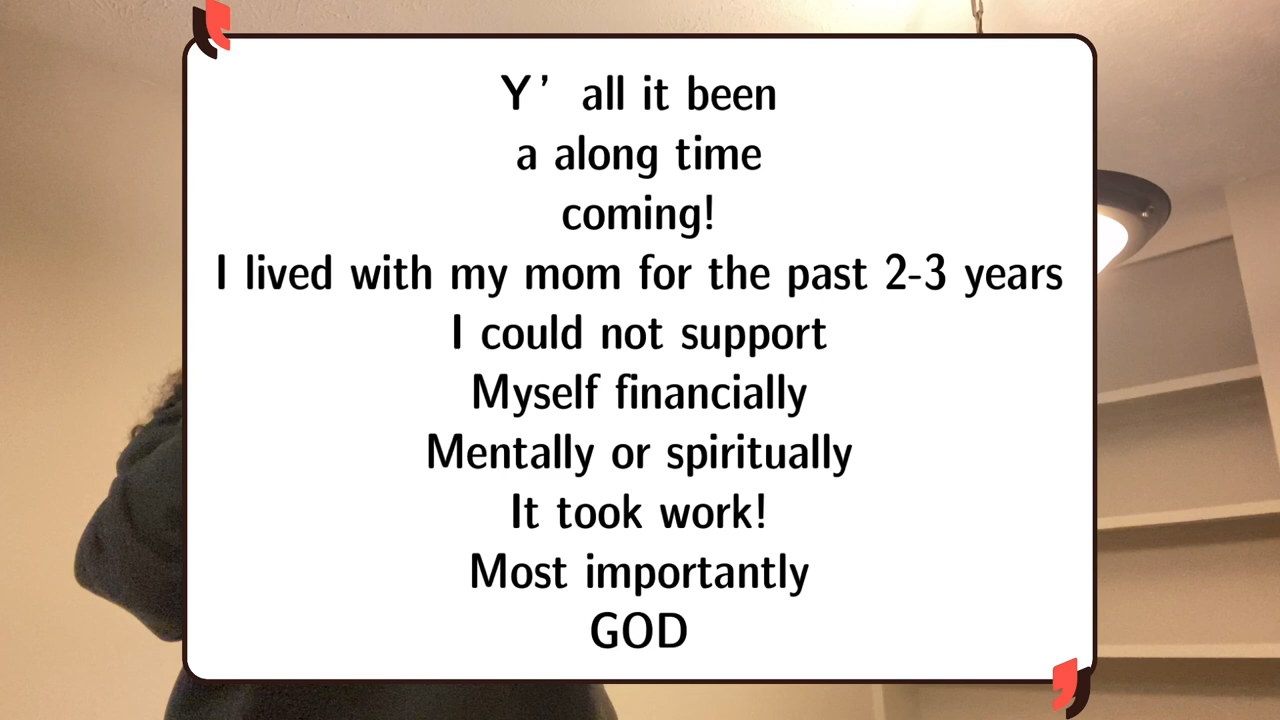 Y’ all it been
a along time
coming!
I lived with my mom for the past 2-3 years
I could not support
Myself financially
Mentally or spiritually
It took work!
Most importantly
GOD